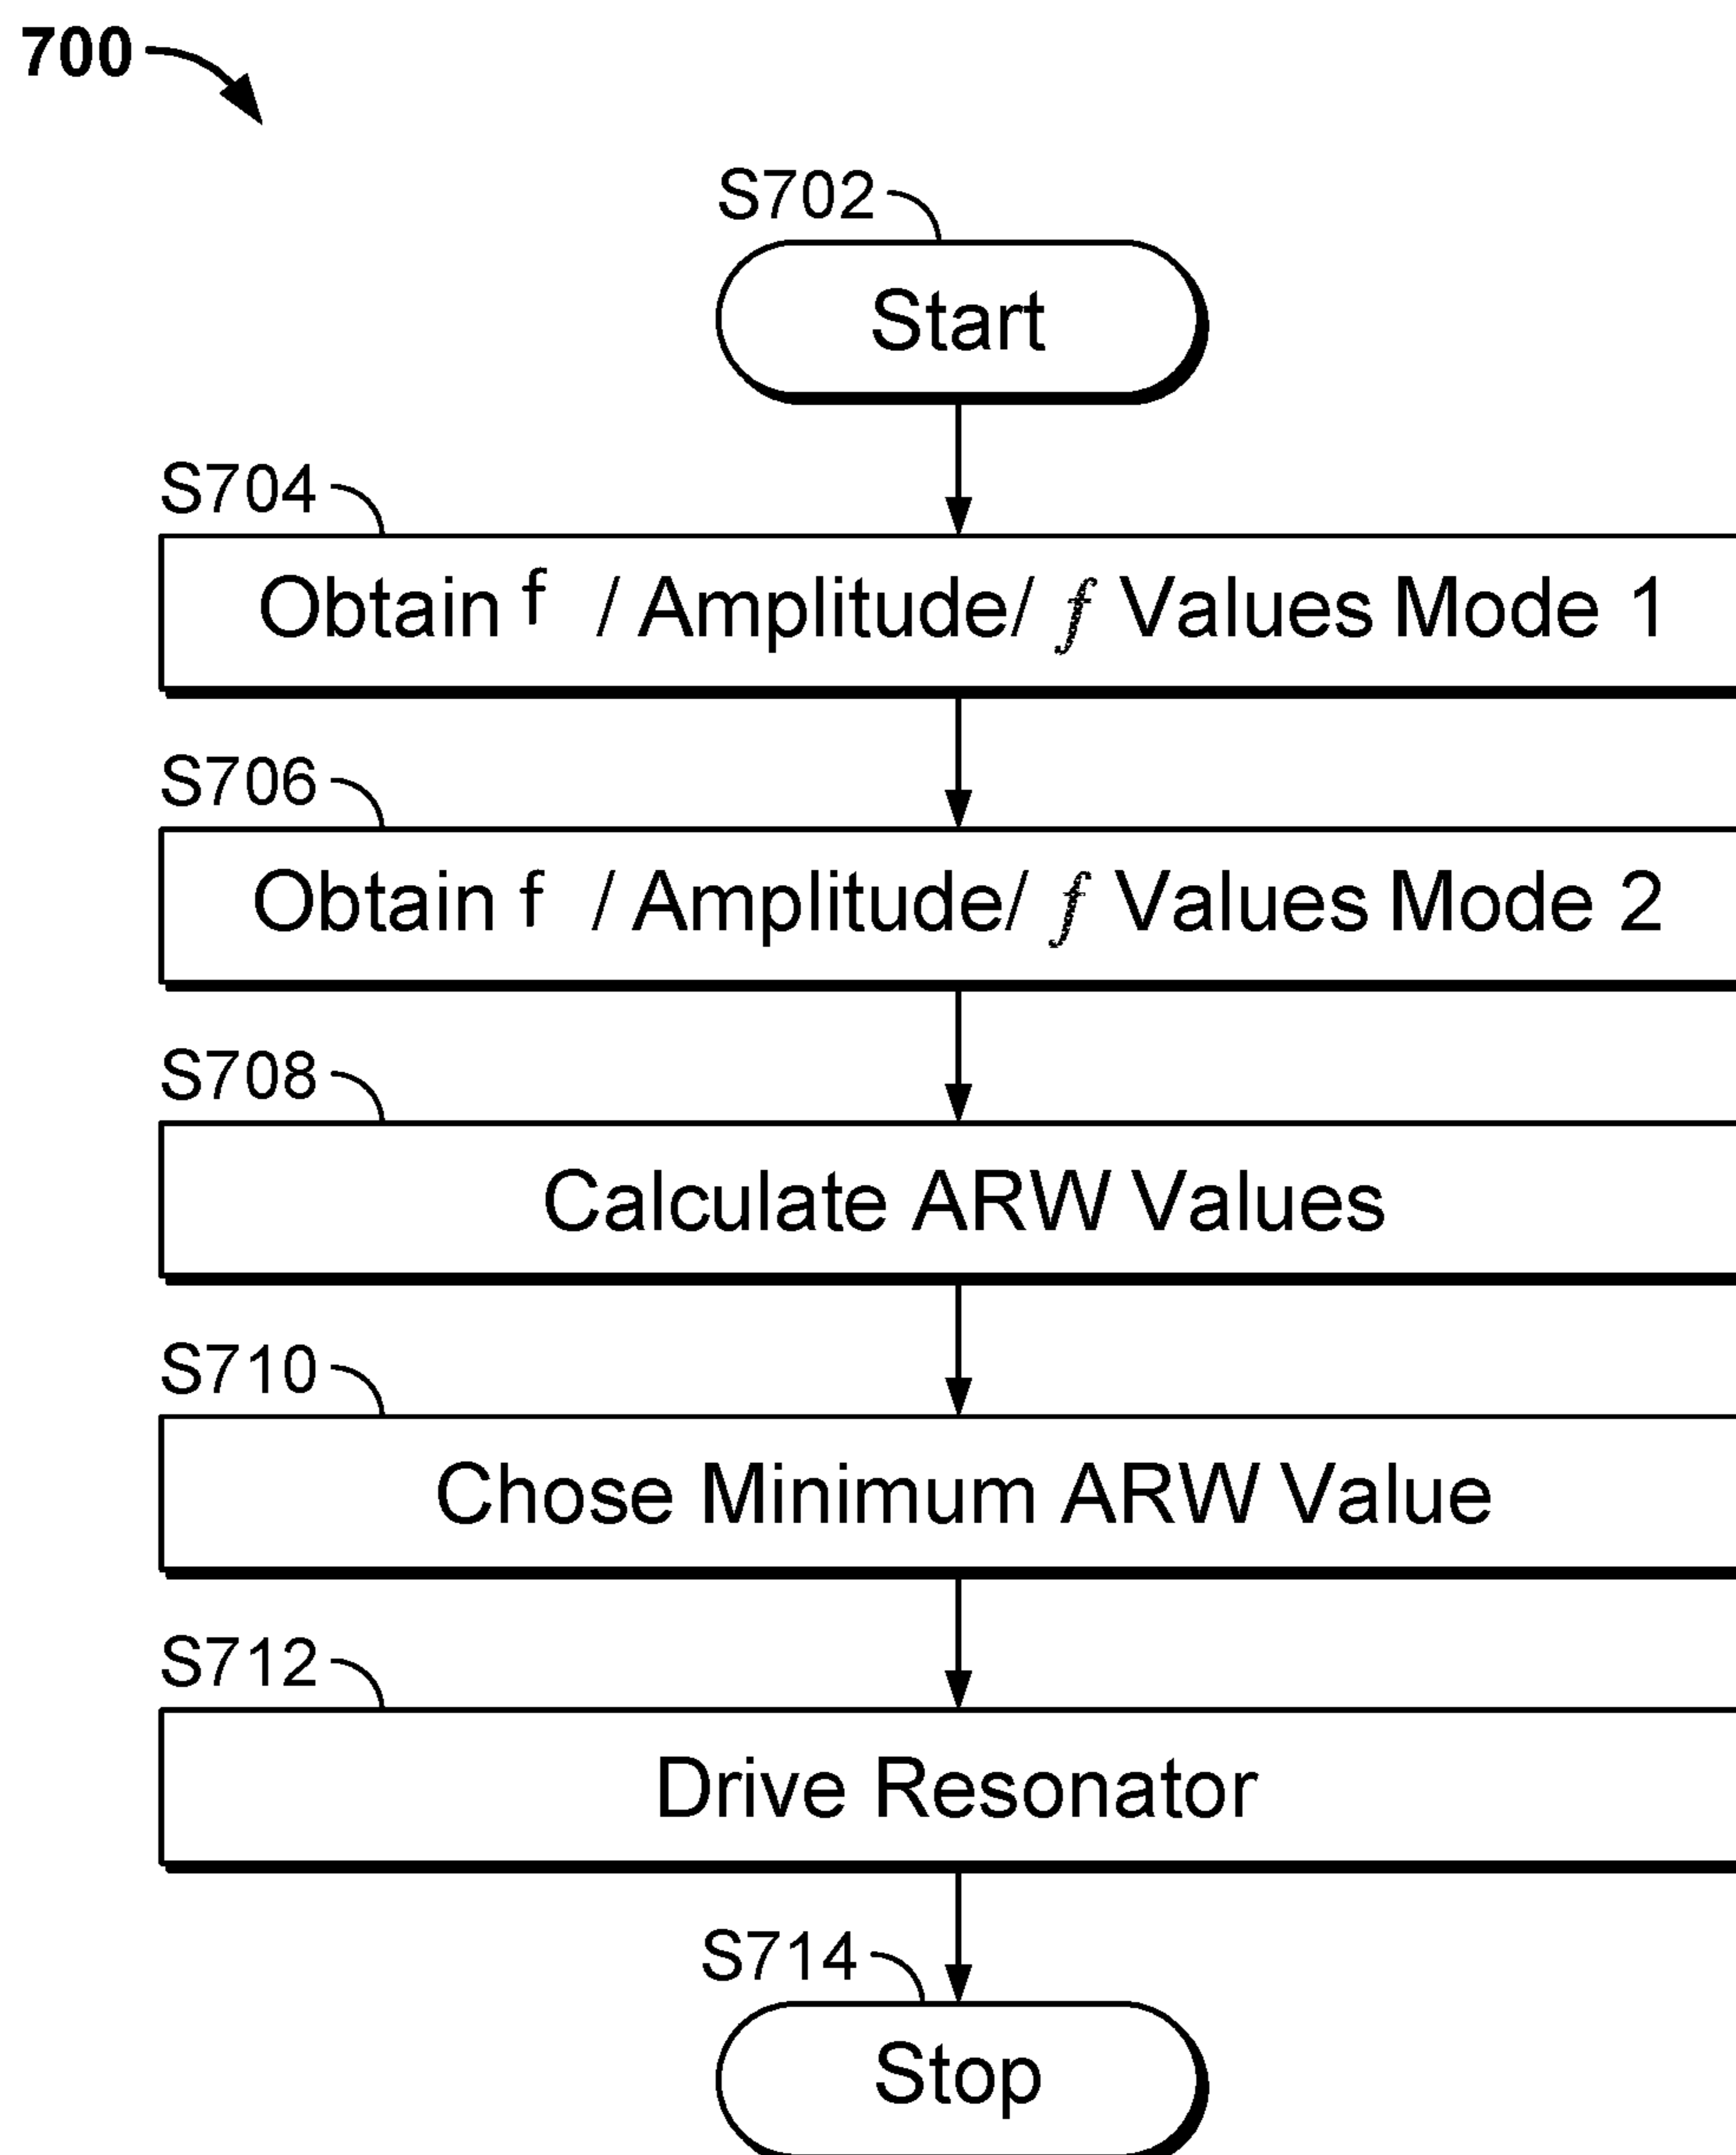 700
S702
Start
S704
Obtain f / Amplitude/ f Values Mode 1
S706
Obtain f / Amplitude/ f Values Mode 2
S708
Calculate ARW Values
S710
Chose Minimum ARW Value
S712
Drive Resonator
S714
Stop